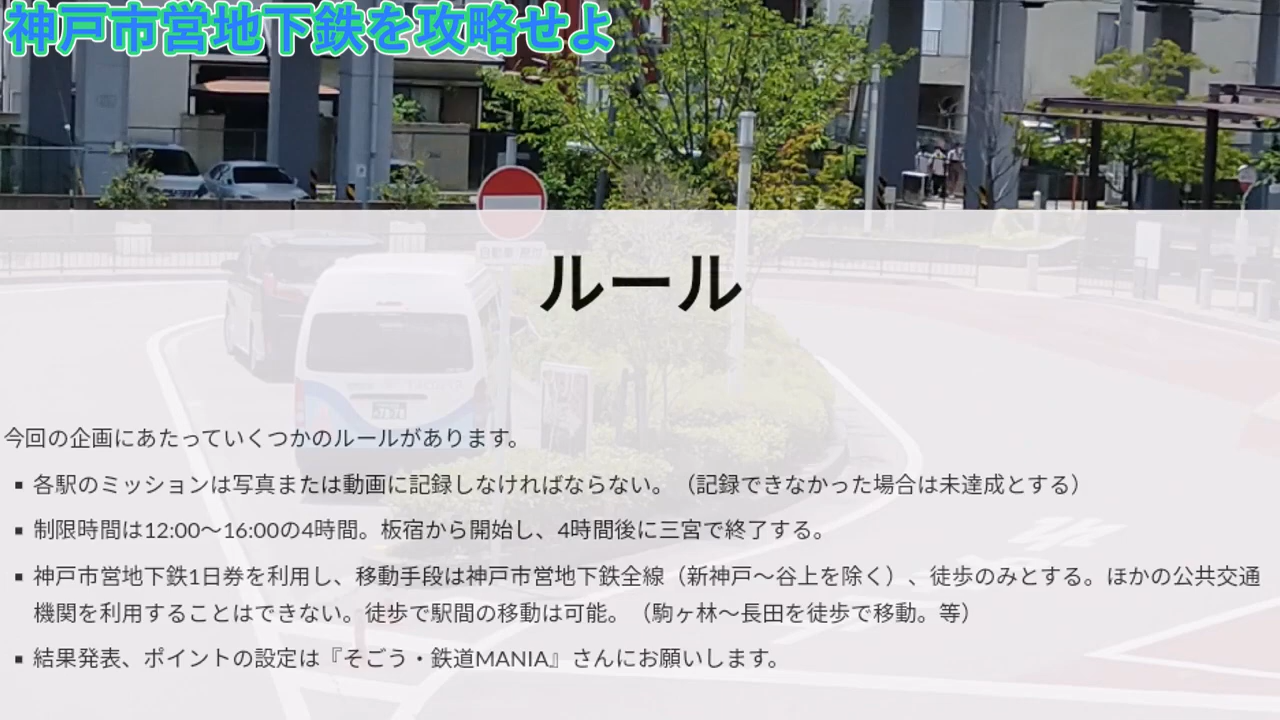 神戸市営地下鉄を攻略せよ
自動車 専用
ルール
今回の企画にあたっていくつかのルールがあります。
▪ 各駅のミッションは写真または動画に記録しなければならない。（記録できなかった場合は未達成とする）
▪ 制限時間は12:00～16:00の4時間。板宿から開始し、4時間後に三宮で終了する。
▪ 神戸市営地下鉄1日券を利用し、移動手段は神戸市営地下鉄全線（新神戸～谷上を除く）、徒歩のみとする。ほかの公共交通
機関を利用することはできない。徒歩で駅間の移動は可能。（駒ヶ林～長田を徒歩で移動。等）
▪ 結果発表、ポイントの設定は『そごう・鉄道MANIA』さんにお願いします。